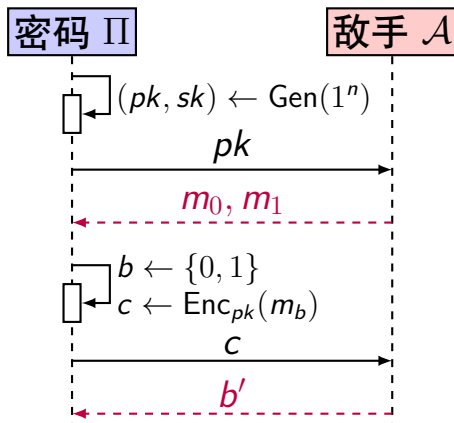 密码 Π
敌手 𝒜
(pk, sk) ← Gen(1ⁿ)
pk
m₀, m₁
b ← {0, 1}
c ← Enc_pk(m_b)
c
b′